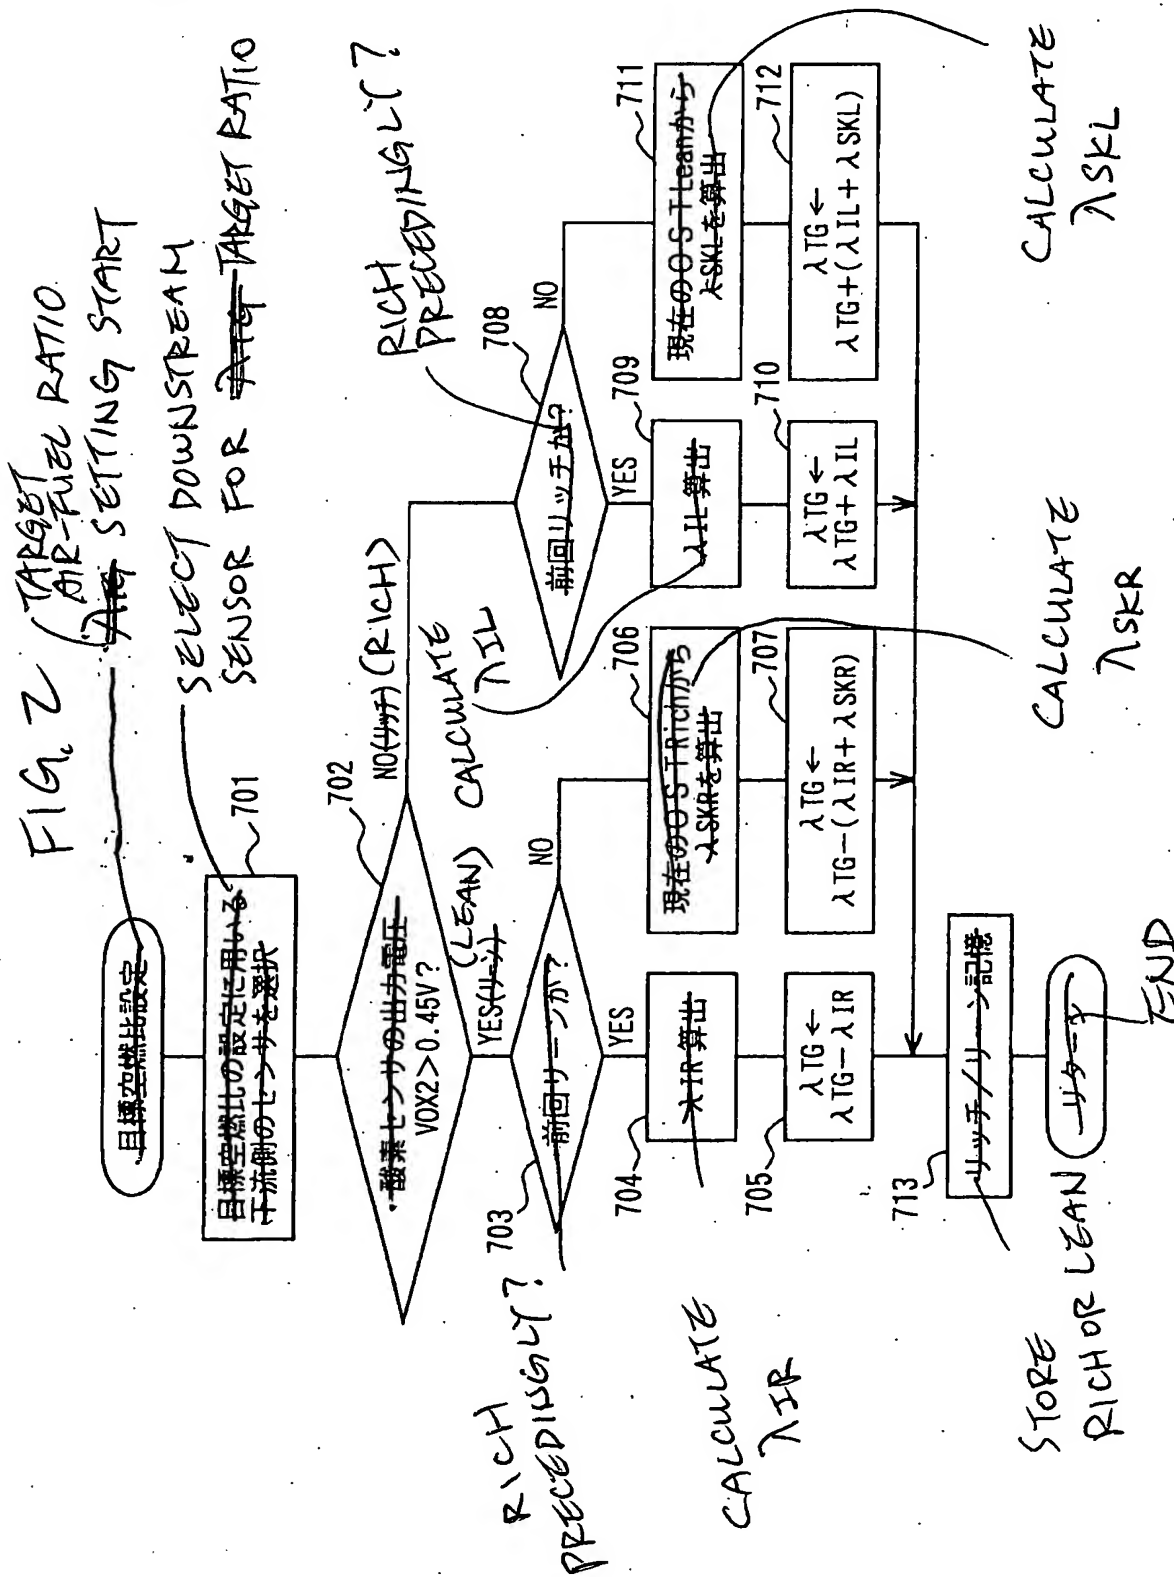 FIG. 2
TARGET
AIR-FUEL RATIO
λTG SETTING START
目標空燃比設定
SELECT DOWNSTREAM
SENSOR FOR λTG TARGET RATIO
701
目標空燃比の設定に用いる
下流側のセンサを選択
702
酸素センサの出力電圧
VOX2>0.45V?
NO(リッチ)(RICH)
(LEAN)
YES(リーン)
703
前回リーンか?
RICH
PRECEDINGLY?
YES
NO
704
λIR算出
CALCULATE
λIR
705
λTG←
λTG−λIR
706
現在のOSTRichから
λSKRを算出
CALCULATE
λSKR
707
λTG←
λTG−(λIR+λSKR)
708
前回リッチか?
RICH
PRECEDINGLY?
YES
NO
709
λIL算出
CALCULATE
λIL
710
λTG←
λTG+λIL
711
現在のOSTLeanから
λSKLを算出
CALCULATE
λSKL
712
λTG←
λTG+(λIL+λSKL)
713
リッチ/リーン記憶
STORE
RICH OR LEAN
リターン
END